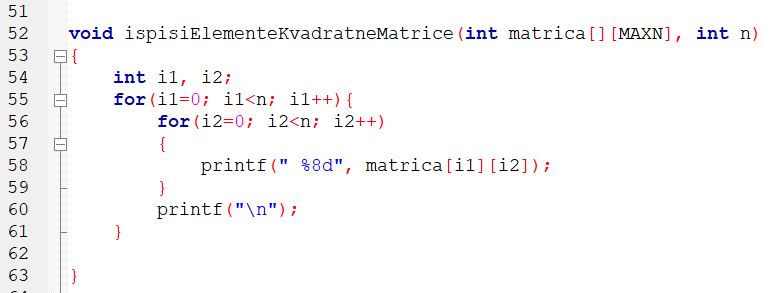 51
52 void ispisiElementeKvadratneMatrice(int matrica[][MAXN], int n)
53 {
54     int i1, i2;
55     for(i1=0; i1<n; i1++){
56         for(i2=0; i2<n; i2++)
57         {
58             printf(" %8d", matrica[i1][i2]);
59         }
60         printf("\n");
61     }
62
63 }